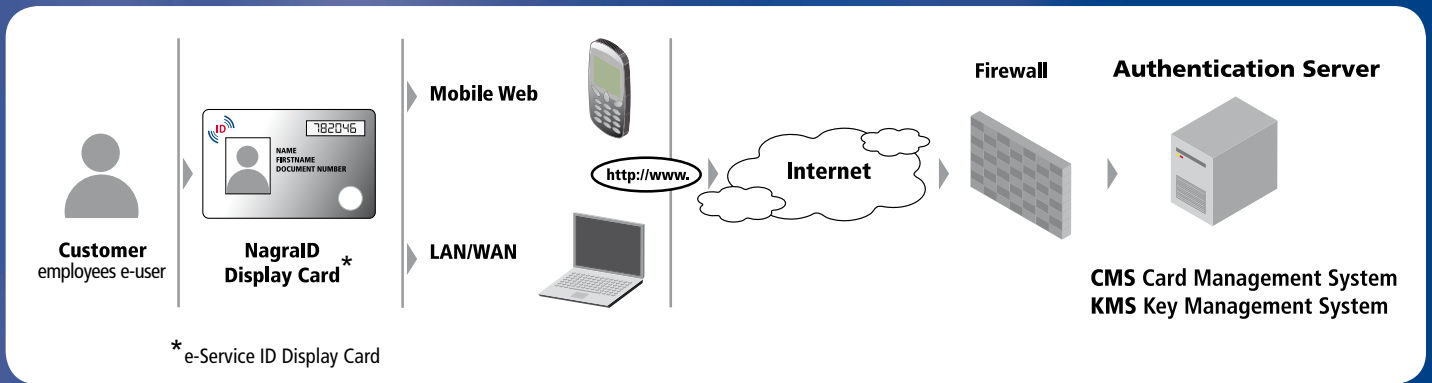 Customer
employees e-user
ID
782046
NAME
FIRSTNAME
DOCUMENT NUMBER
NagraID
Display Card*
*e-Service ID Display Card
Mobile Web
http://www.
LAN/WAN
Internet
Firewall
Authentication Server
CMS Card Management System
KMS Key Management System